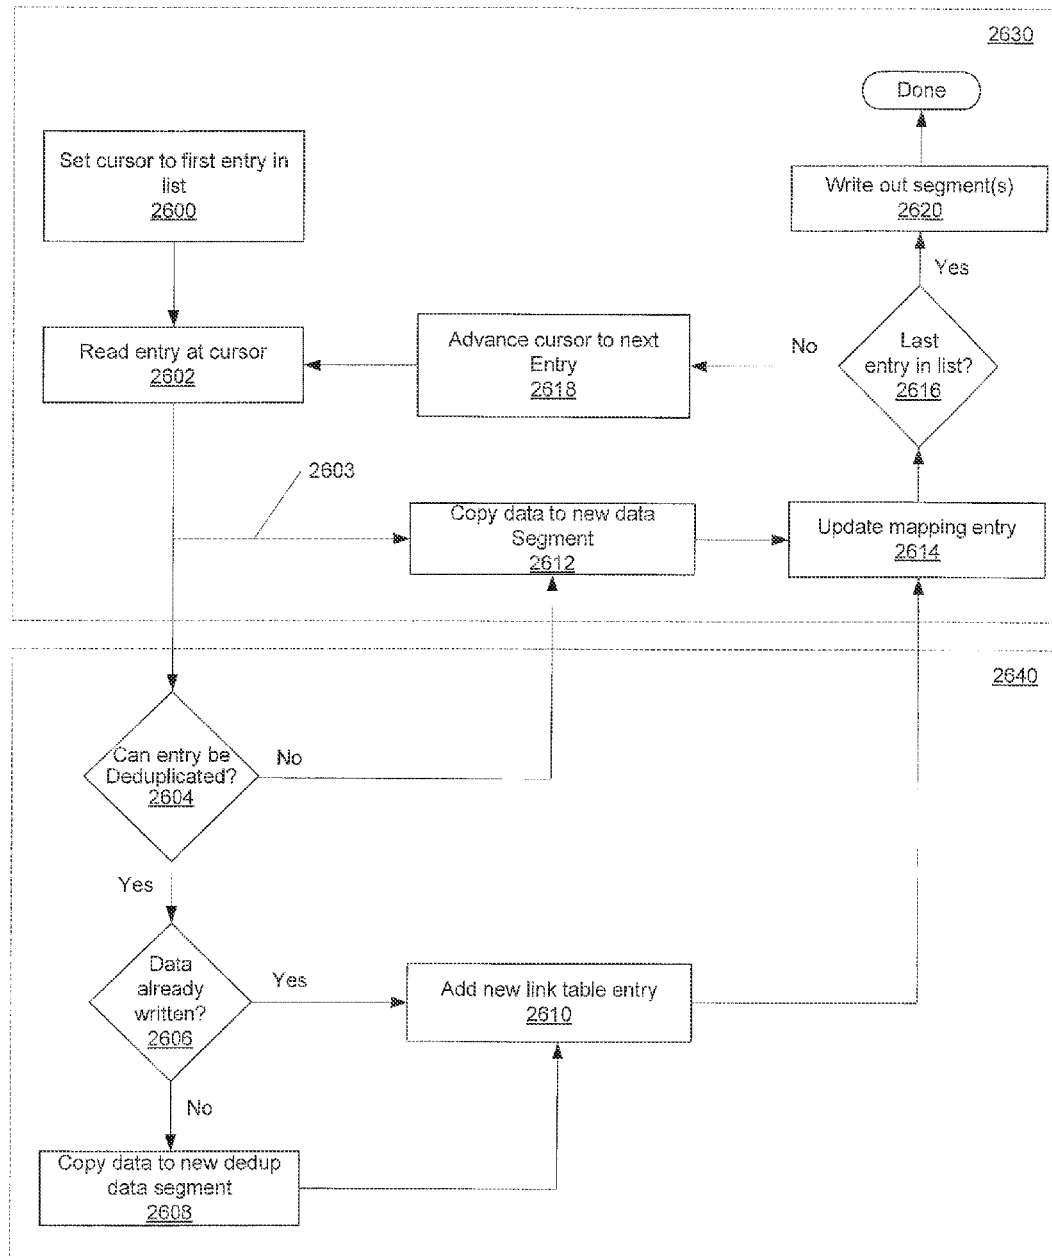 2630
Done
Set cursor to first entry in
list
2600
Write out segment(s)
2620
Yes
Read entry at cursor
2602
Advance cursor to next
Entry
2618
No
Last
entry in list?
2616
2603
Copy data to new data
Segment
2612
Update mapping entry
2614
2640
Can entry be
Deduplicated?
2604
No
Yes
Data
already
written?
2606
Yes
Add new link table entry
2610
No
Copy data to new dedup
data segment
2608